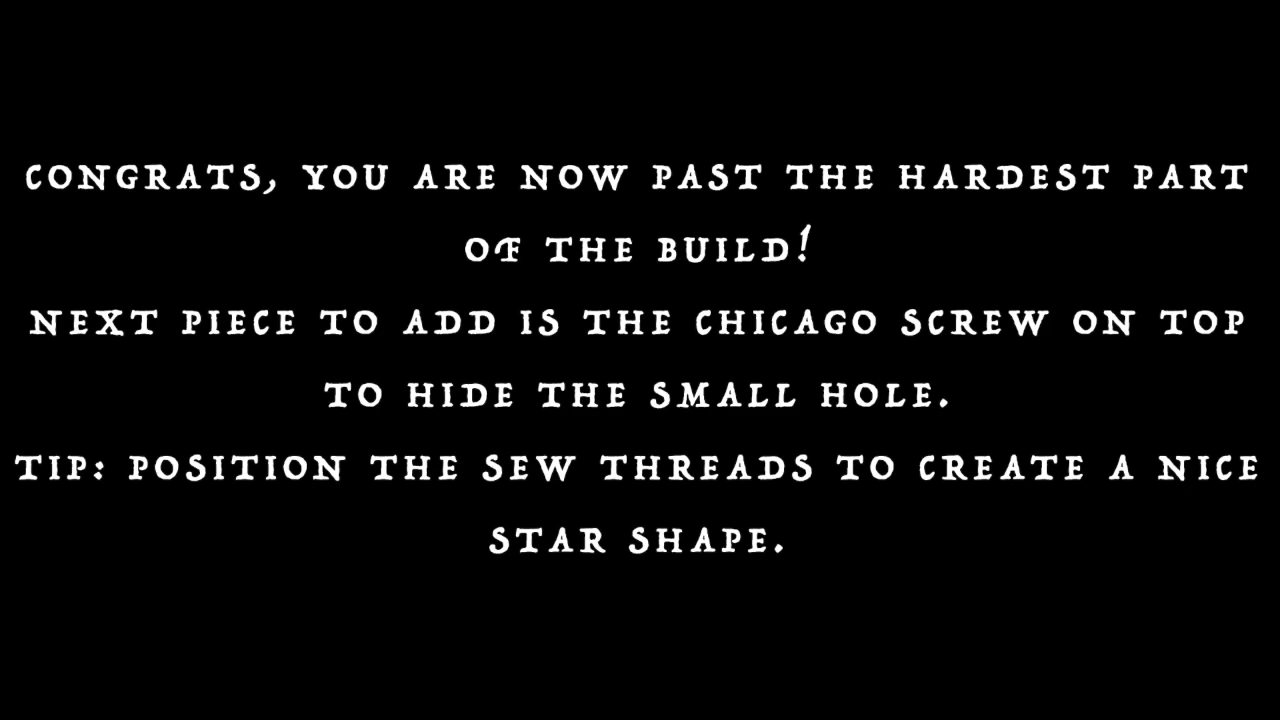 CONGRATS, YOU ARE NOW PAST THE HARDEST PART
OF THE BUILD!
NEXT PIECE TO ADD IS THE CHICAGO SCREW ON TOP
TO HIDE THE SMALL HOLE.
TIP: POSITION THE SEW THREADS TO CREATE A NICE
STAR SHAPE.